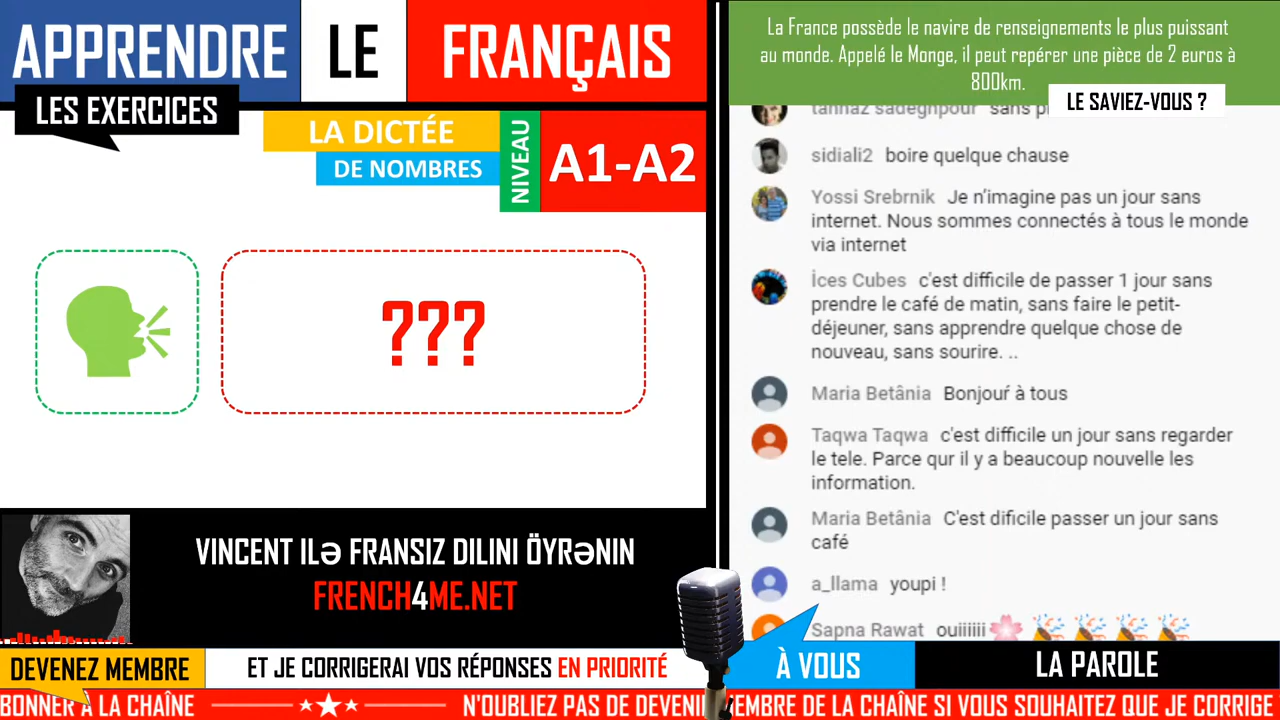 APPRENDRE LE FRANÇAIS
LES EXERCICES
LA DICTÉE
DE NOMBRES
NIVEAU
A1-A2
???
VINCENT ILə FRANSIZ DILINI ÖYRƏNIN
FRENCH4ME.NET
DEVENEZ MEMBRE
ET JE CORRIGERAI VOS RÉPONSES EN PRIORITÉ
La France possède le navire de renseignements le plus puissant
au monde. Appelé le Monge, il peut repérer une pièce de 2 euros à
800km.
LE SAVIEZ-VOUS ?
sans
sidiali2 boire quelque chause
Yossi Srebrnik Je n'imagine pas un jour sans
internet. Nous sommes connectés à tous le monde
via internet
İces Cubes c'est difficile de passer 1 jour sans
prendre le café de matin, sans faire le petit-
déjeuner, sans apprendre quelque chose de
nouveau, sans sourire. ..
Maria Betânia Bonjouŕ à tous
Taqwa Taqwa c'est difficile un jour sans regarder
le tele. Parce qur il y a beaucoup nouvelle les
information.
Maria Betânia C'est dificile passer un jour sans
café
a_llama youpi !
Sapna Rawat ouiiiiii
À VOUS
LA PAROLE
BONNER À LA CHAÎNE N'OUBLIEZ PAS DE DEVENI EMBRE DE LA CHAÎNE SI VOUS SOUHAITEZ QUE JE CORRIGE